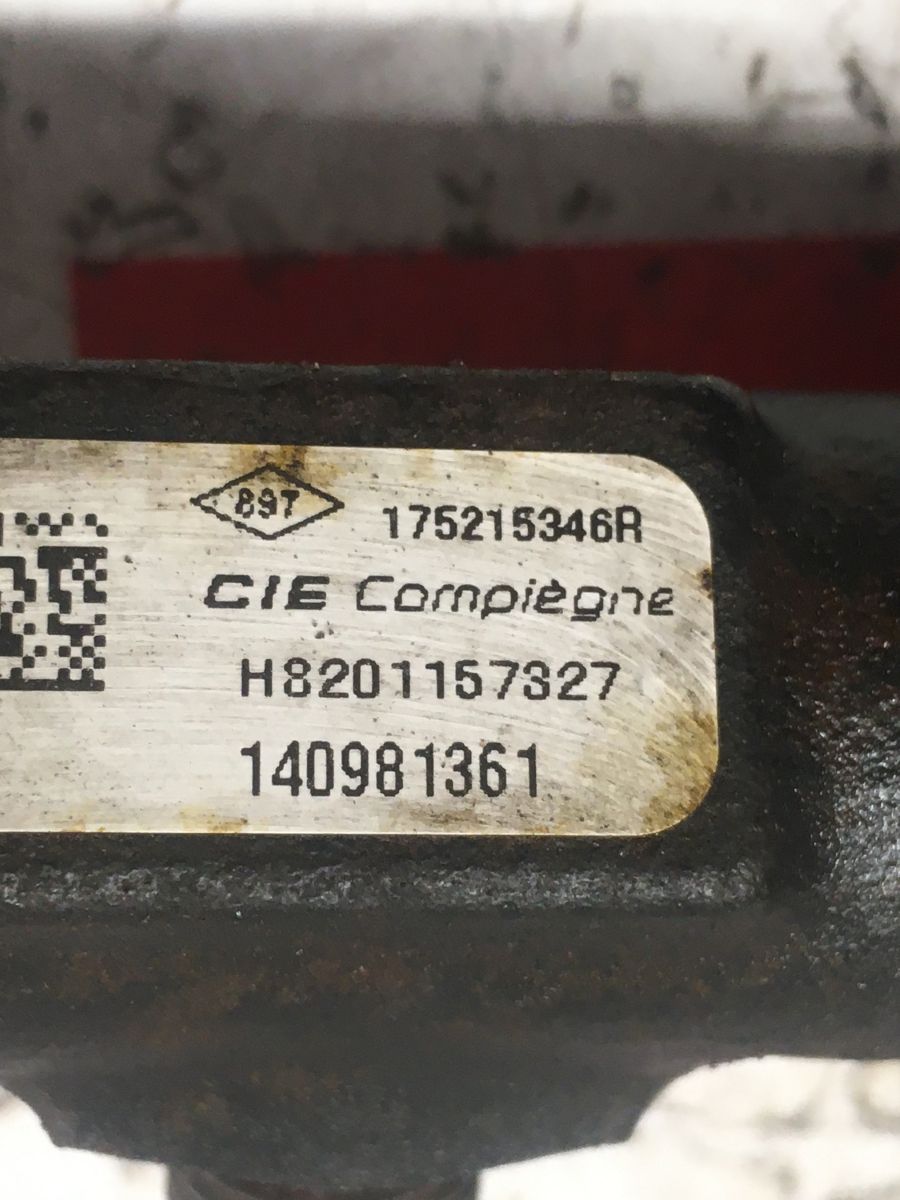 897
175215346R
CIE Compiègne
H8201157327
140981361